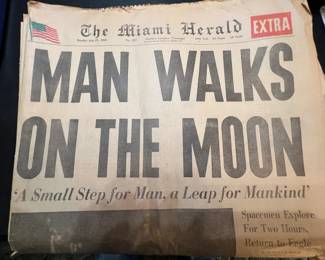 The Miami Herald
EXTRA
MAN WALKS
ON THE MOON
'A Small Step for Man, a Leap for Mankind'
Spacemen Explore
For Two Hours,
Return to Eagle